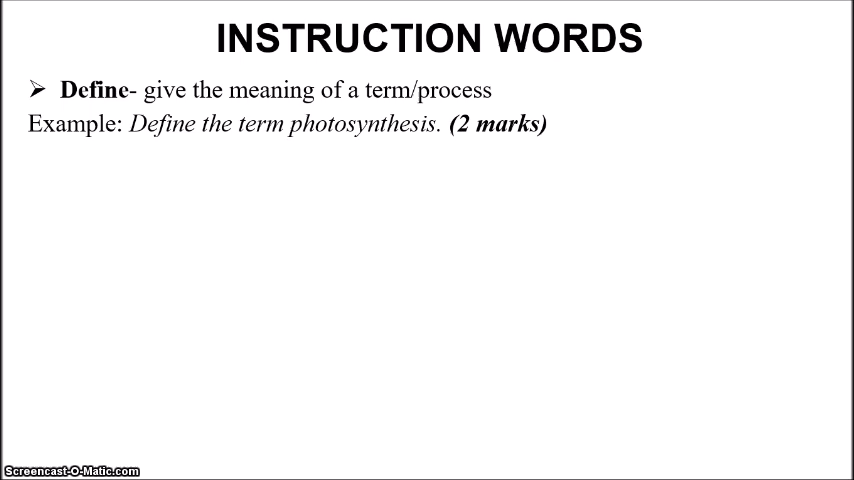 INSTRUCTION WORDS
➢ Define- give the meaning of a term/process
Example: Define the term photosynthesis. (2 marks)
Screencast-O-Matic.com